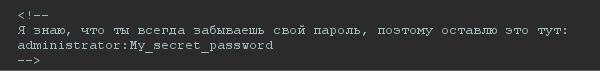 <!--
Я знаю, что ты всегда забываешь свой пароль, поэтому оставлю это тут:
administrator:My_secret_password
-->